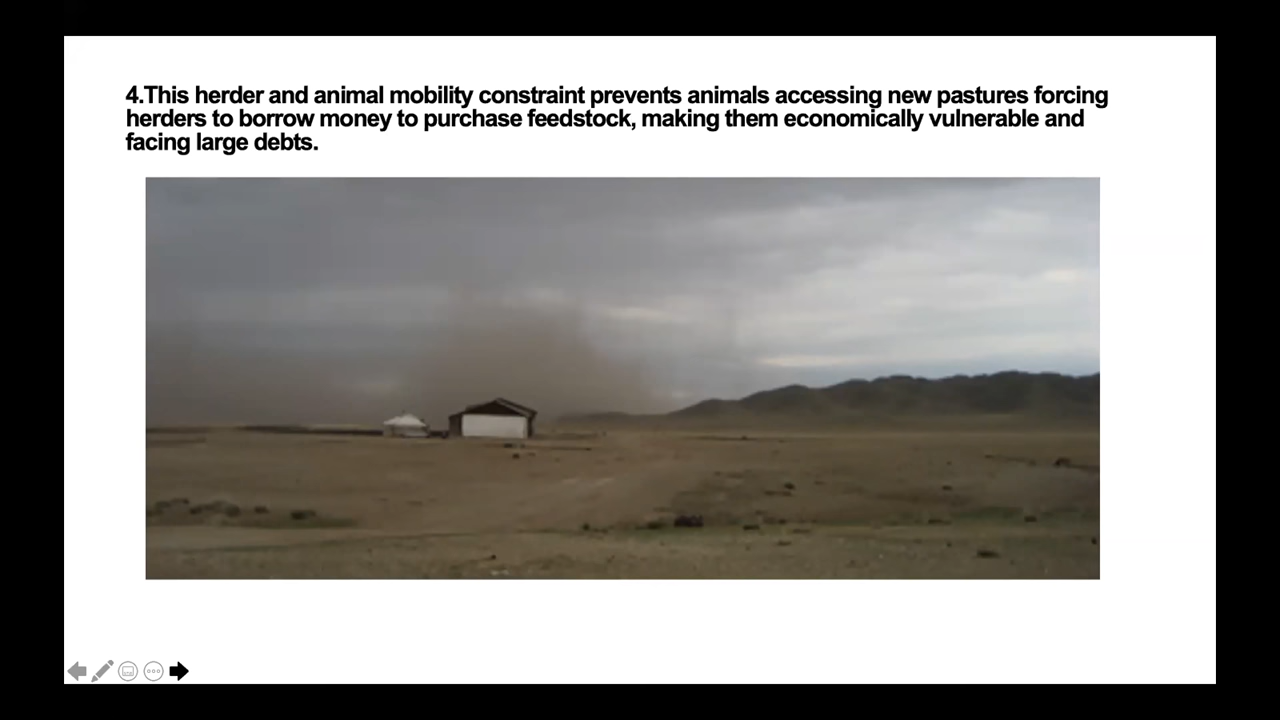 4.This herder and animal mobility constraint prevents animals accessing new pastures forcing
herders to borrow money to purchase feedstock, making them economically vulnerable and
facing large debts.